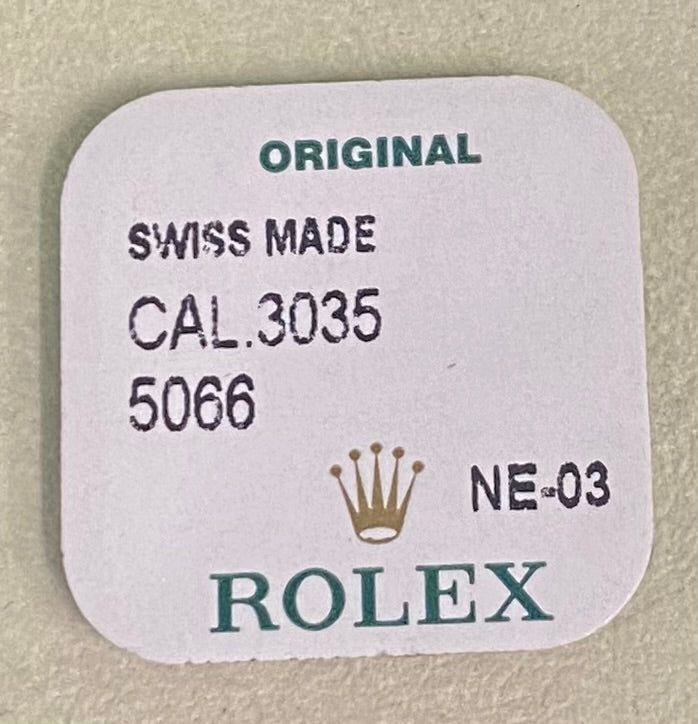 ORIGINAL
SWISS MADE
CAL.3035
5066
NE-03
ROLEX